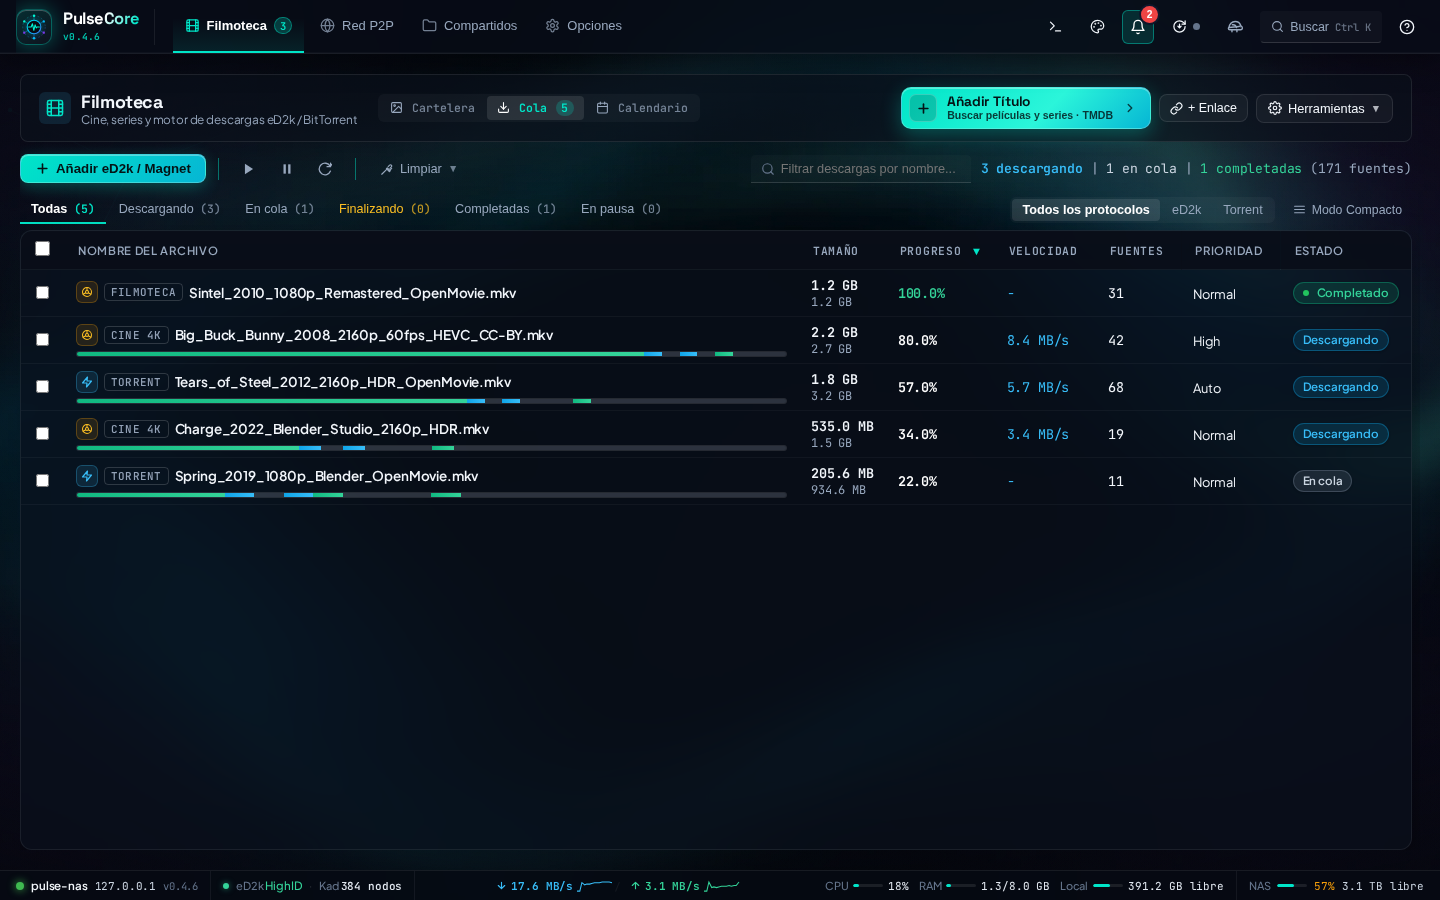 PulseCore
v0.4.6
Filmoteca 3
Red P2P
Compartidos
Opciones
2
Buscar Ctrl K
Filmoteca
Cine, series y motor de descargas eD2k/BitTorrent
Cartelera
Cola 5
Calendario
Añadir Título
Buscar películas y series · TMDB
+ Enlace
Herramientas ▼
Añadir eD2k / Magnet
Limpiar ▼
Filtrar descargas por nombre...
3 descargando | 1 en cola | 1 completadas (171 fuentes)
Todas (5)
Descargando (3)
En cola (1)
Finalizando (0)
Completadas (1)
En pausa (0)
Todos los protocolos
eD2k
Torrent
Modo Compacto
NOMBRE DEL ARCHIVO TAMAÑO PROGRESO ▼ VELOCIDAD FUENTES PRIORIDAD ESTADO
FILMOTECA Sintel_2010_1080p_Remastered_OpenMovie.mkv 1.2 GB 100.0% - 31 Normal Completado
1.2 GB
CINE 4K Big_Buck_Bunny_2008_2160p_60fps_HEVC_CC-BY.mkv 2.2 GB 80.0% 8.4 MB/s 42 High Descargando
2.7 GB
TORRENT Tears_of_Steel_2012_2160p_HDR_OpenMovie.mkv 1.8 GB 57.0% 5.7 MB/s 68 Auto Descargando
3.2 GB
CINE 4K Charge_2022_Blender_Studio_2160p_HDR.mkv 535.0 MB 34.0% 3.4 MB/s 19 Normal Descargando
1.5 GB
TORRENT Spring_2019_1080p_Blender_OpenMovie.mkv 205.6 MB 22.0% - 11 Normal En cola
934.6 MB
pulse-nas 127.0.0.1 v0.4.6 eD2k HighID · Kad 384 nodos ↓ 17.6 MB/s / ↑ 3.1 MB/s CPU 18% RAM 1.3/8.0 GB Local 391.2 GB libre NAS 57% 3.1 TB libre